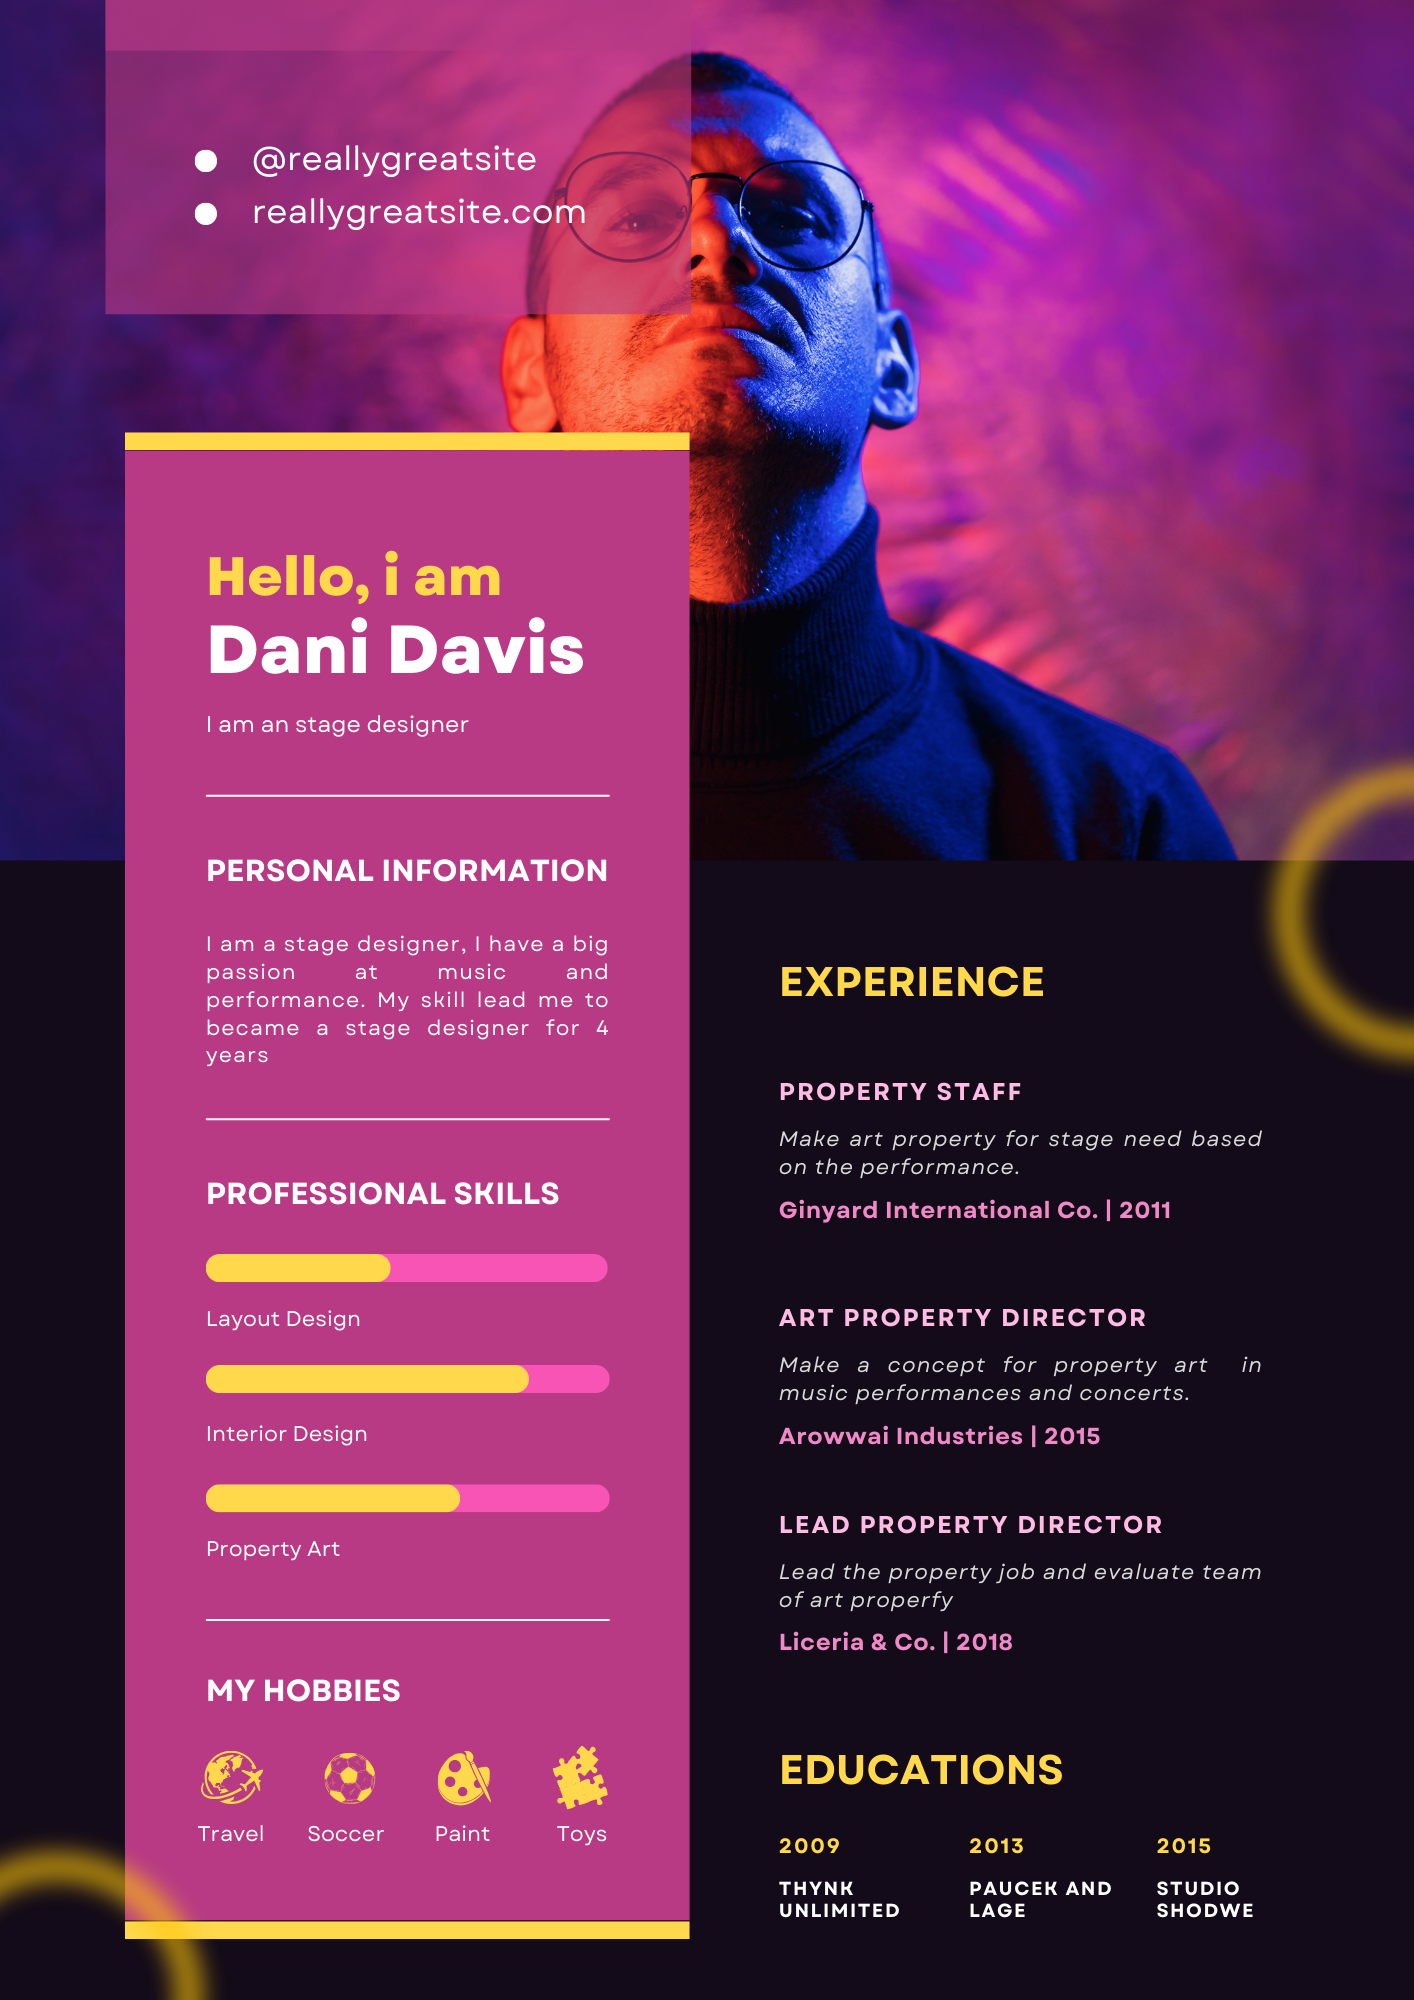 @reallygreatsite
reallygreatsite.com
Hello, i am
Dani Davis
I am an stage designer
PERSONAL INFORMATION
I am a stage designer, I have a big
passion at music and
performance. My skill lead me to
became a stage designer for 4
years
PROFESSIONAL SKILLS
Layout Design
Interior Design
Property Art
MY HOBBIES
Travel Soccer Paint Toys
EXPERIENCE
PROPERTY STAFF
Make art property for stage need based
on the performance.
Ginyard International Co. | 2011
ART PROPERTY DIRECTOR
Make a concept for property art in
music performances and concerts.
Arowwai Industries | 2015
LEAD PROPERTY DIRECTOR
Lead the property job and evaluate team
of art properfy
Liceria & Co. | 2018
EDUCATIONS
2009 2013 2015
THYNK PAUCEK AND STUDIO
UNLIMITED LAGE SHODWE